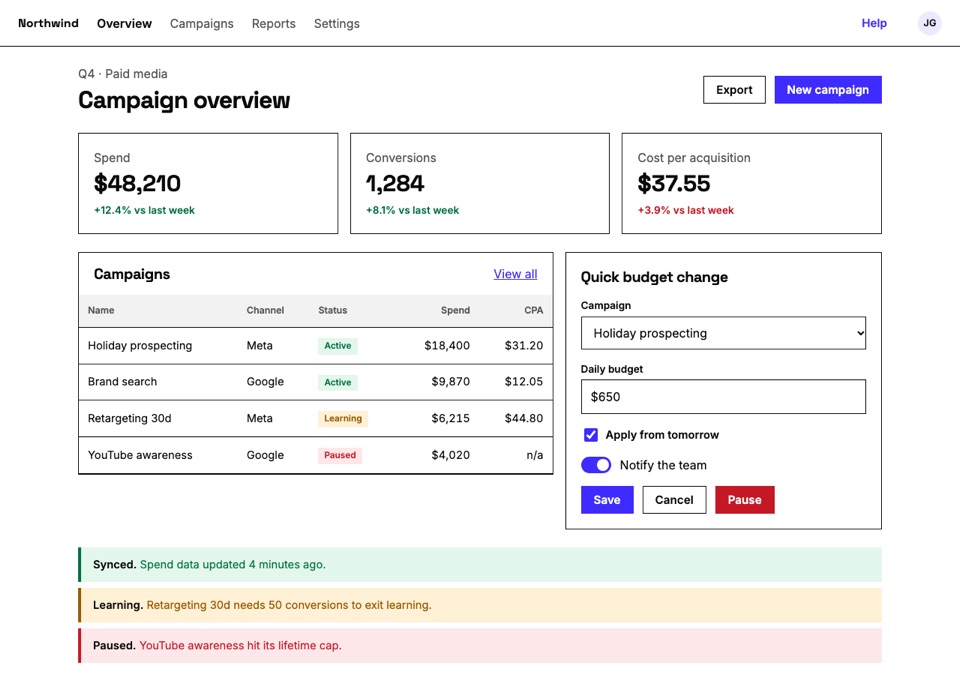 Northwind Overview Campaigns Reports Settings Help JG
Q4 · Paid media
Campaign overview
Export New campaign
Spend
$48,210
+12.4% vs last week
Conversions
1,284
+8.1% vs last week
Cost per acquisition
$37.55
+3.9% vs last week
Campaigns View all
Name Channel Status Spend CPA
Holiday prospecting Meta Active $18,400 $31.20
Brand search Google Active $9,870 $12.05
Retargeting 30d Meta Learning $6,215 $44.80
YouTube awareness Google Paused $4,020 n/a
Quick budget change
Campaign
Holiday prospecting
Daily budget
$650
Apply from tomorrow
Notify the team
Save Cancel Pause
Synced. Spend data updated 4 minutes ago.
Learning. Retargeting 30d needs 50 conversions to exit learning.
Paused. YouTube awareness hit its lifetime cap.